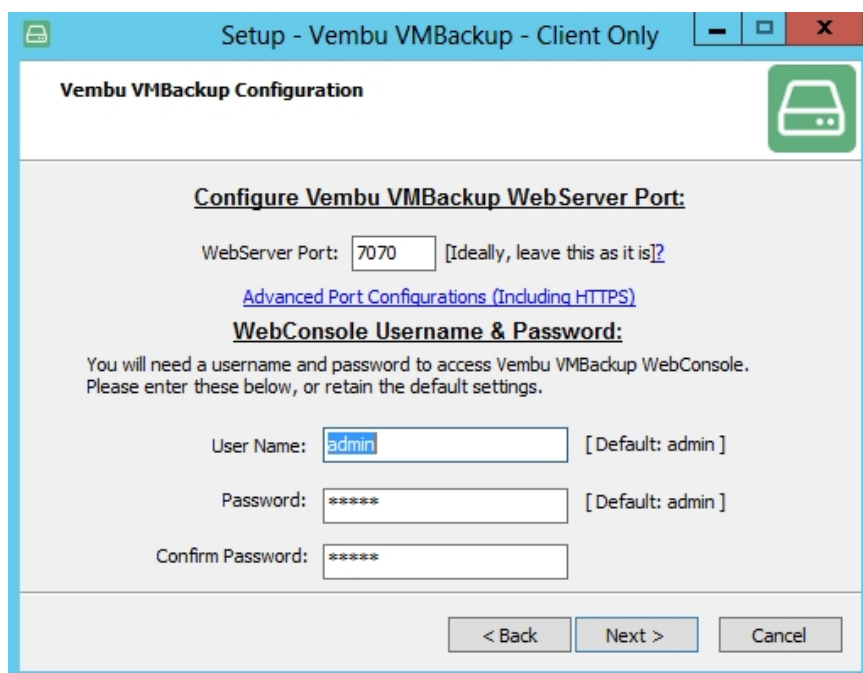 Setup - Vembu VMBackup - Client Only
Vembu VMBackup Configuration
Configure Vembu VMBackup WebServer Port:
WebServer Port: 7070 [Ideally, leave this as it is]?
Advanced Port Configurations (Including HTTPS)
WebConsole Username & Password:
You will need a username and password to access Vembu VMBackup WebConsole.
Please enter these below, or retain the default settings.
User Name: admin [ Default: admin ]
Password: ***** [ Default: admin ]
Confirm Password: *****
< Back Next > Cancel